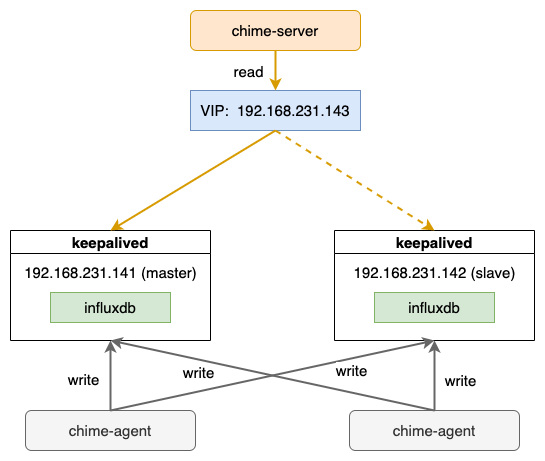 chime-server
read
VIP: 192.168.231.143
keepalived
192.168.231.141 (master)
influxdb
keepalived
192.168.231.142 (slave)
influxdb
write
write
write
write
chime-agent
chime-agent